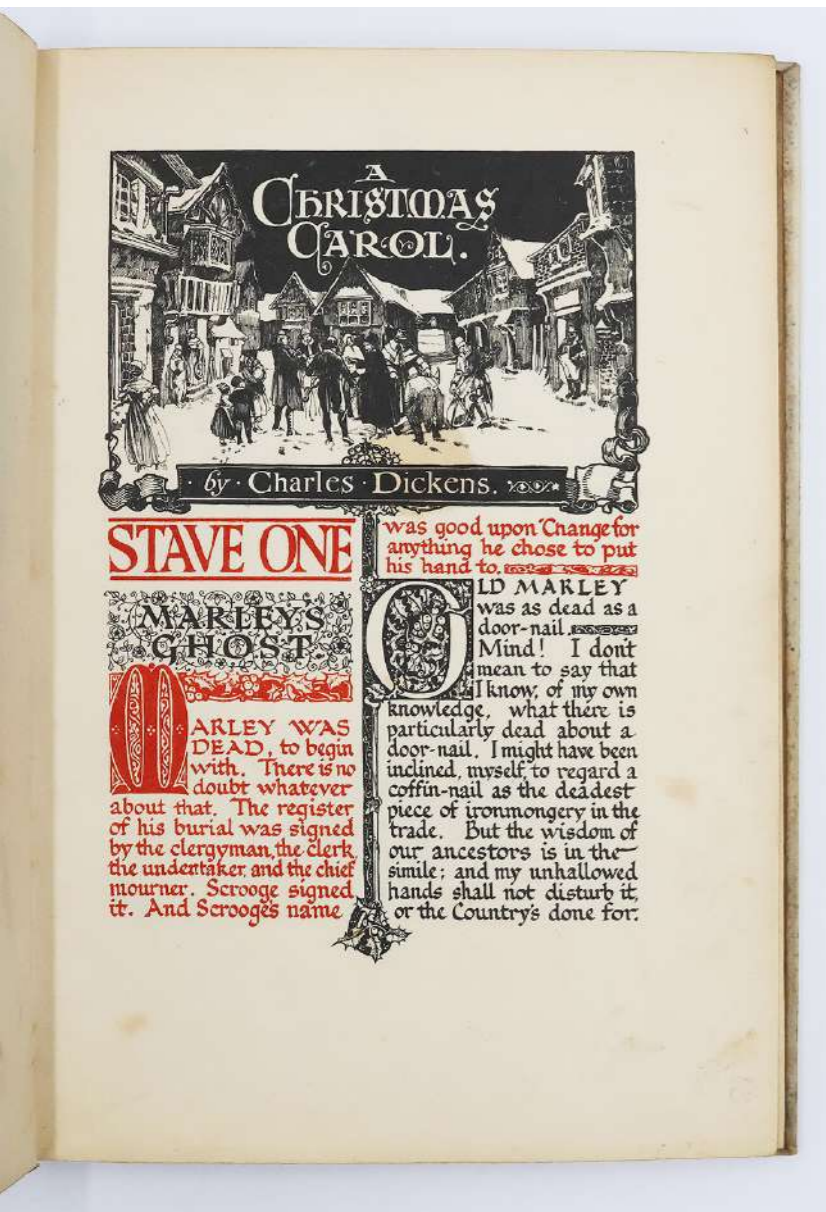 A
CHRISTMAS
CAROL.
· by · Charles · Dickens.
STAVE ONE
MARLEY'S
GHOST.
MARLEY WAS
DEAD, to begin
with. There is no
doubt whatever
about that. The register
of his burial was signed
by the clergyman, the clerk,
the undertaker, and the chief
mourner. Scrooge signed
it. And Scrooge's name
was good upon 'Change for
anything he chose to put
his hand to.
OLD MARLEY
was as dead as a
door-nail.
Mind! I don't
mean to say that
I know, of my own
knowledge, what there is
particularly dead about a
door-nail. I might have been
inclined, myself, to regard a
coffin-nail as the deadest
piece of ironmongery in the
trade. But the wisdom of
our ancestors is in the
simile; and my unhallowed
hands shall not disturb it,
or the Country's done for.